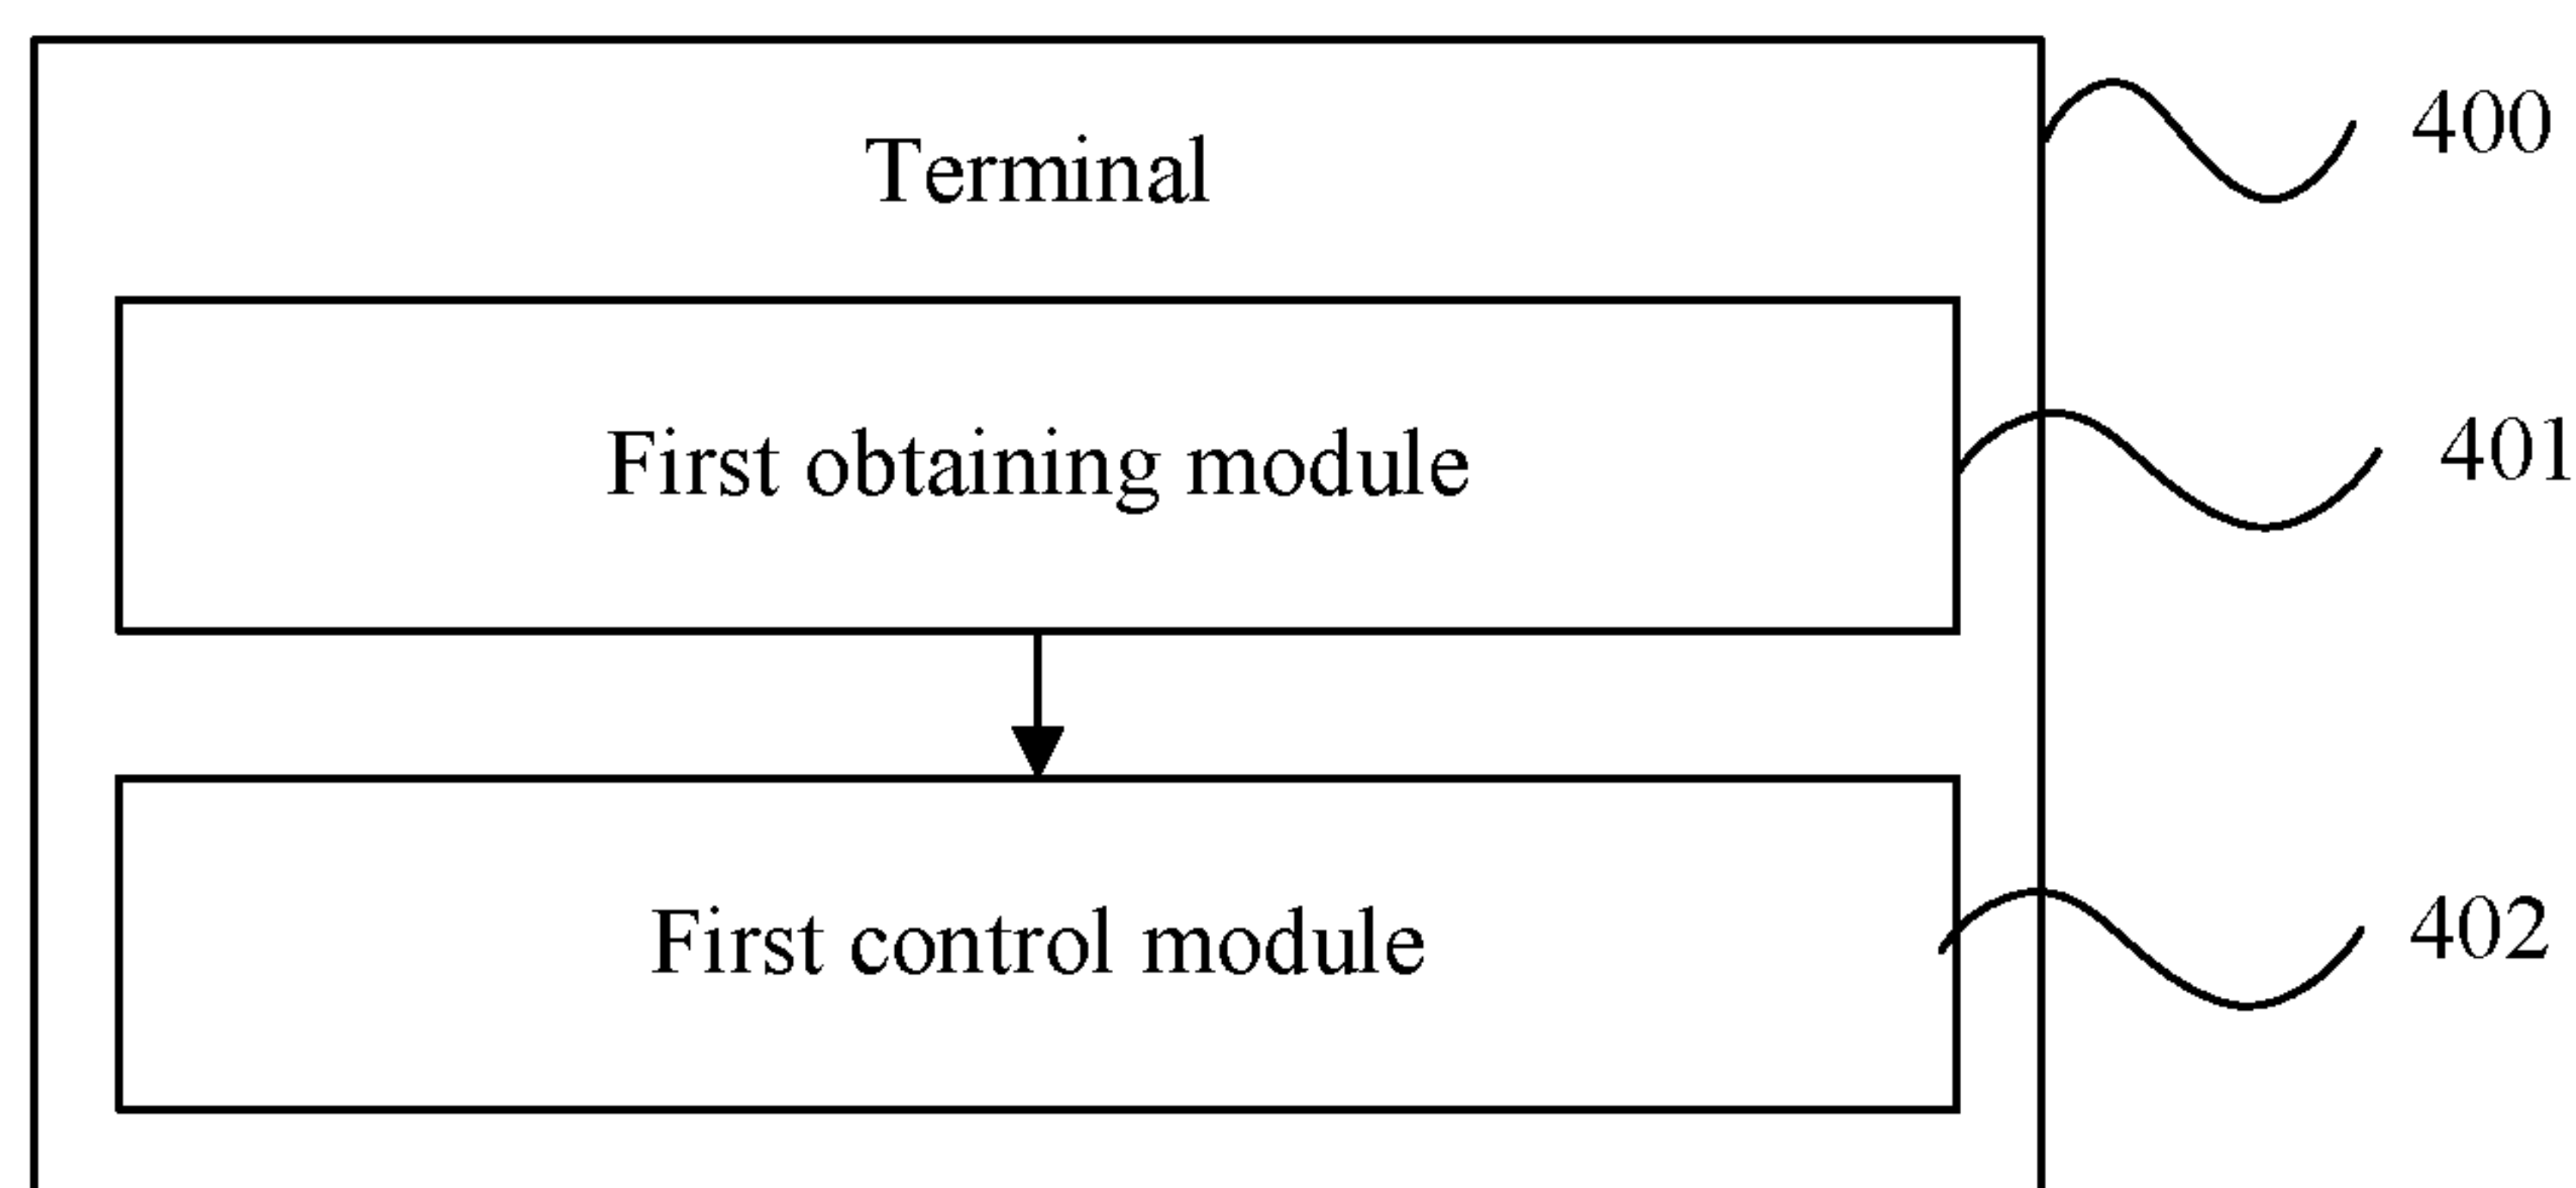 Terminal
400
First obtaining module
401
First control module
402